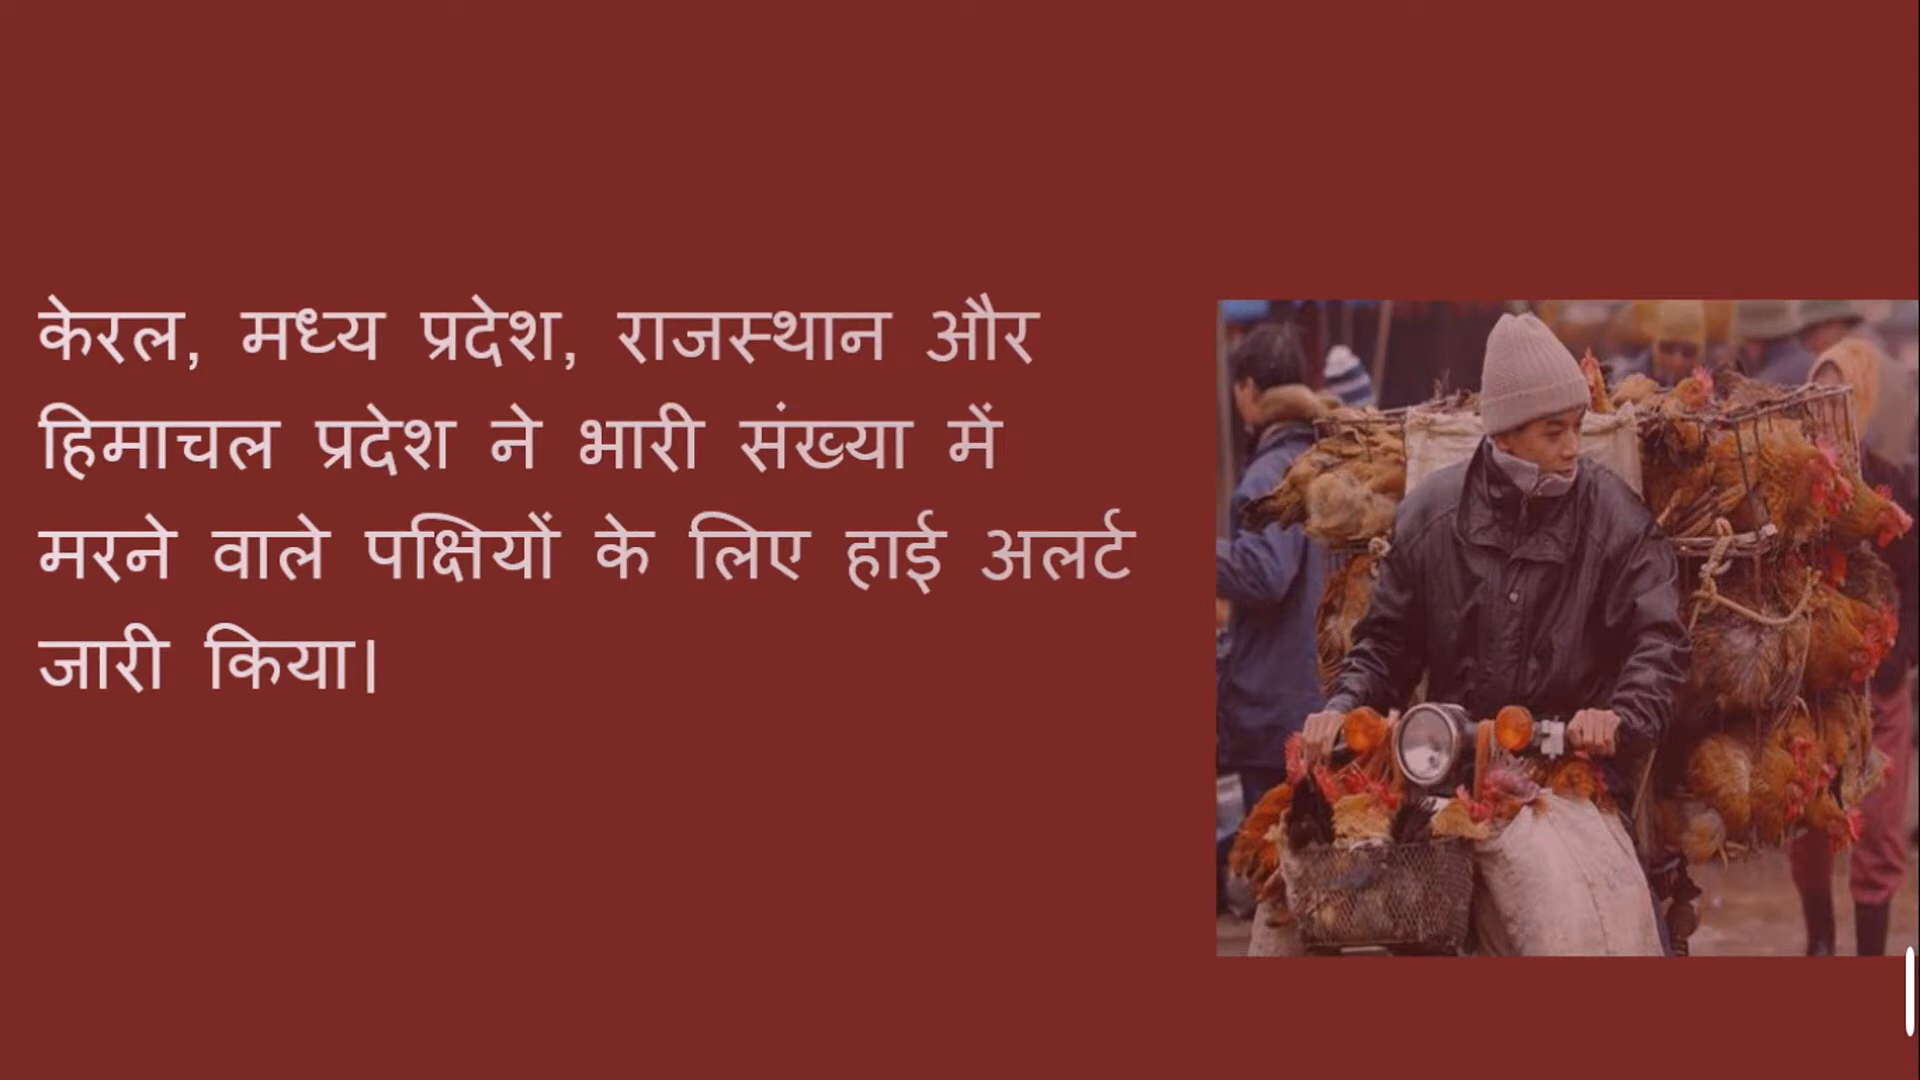 केरल, मध्य प्रदेश, राजस्थान और
हिमाचल प्रदेश ने भारी संख्या में
मरने वाले पक्षियों के लिए हाई अलर्ट
जारी किया।